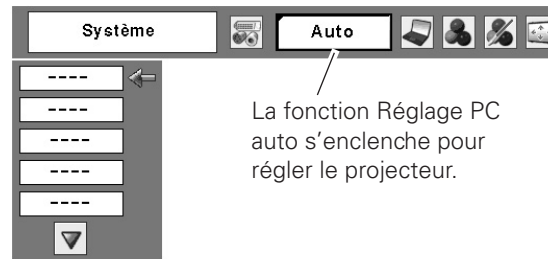 Système
Auto
----
----
----
----
----
La fonction Réglage PC
auto s’enclenche pour
régler le projecteur.